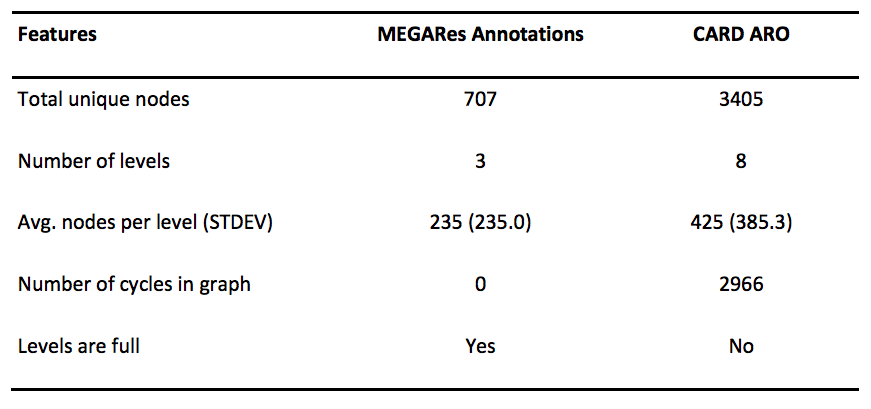 Features MEGARes Annotations CARD ARO
Total unique nodes 707 3405
Number of levels 3 8
Avg. nodes per level (STDEV) 235 (235.0) 425 (385.3)
Number of cycles in graph 0 2966
Levels are full Yes No